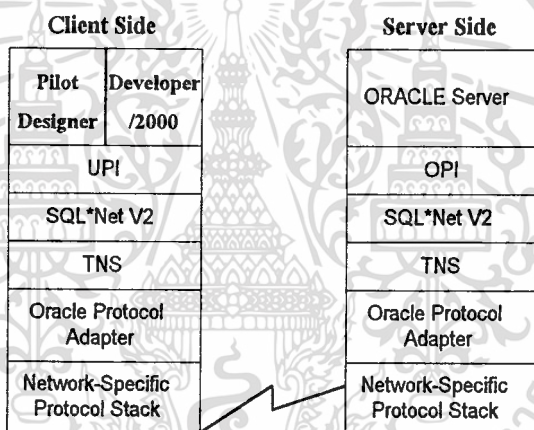 Client Side
Pilot Designer
Developer /2000
UPI
SQL*Net V2
TNS
Oracle Protocol
Adapter
Network-Specific
Protocol Stack
Server Side
ORACLE Server
OPI
SQL*Net V2
TNS
Oracle Protocol
Adapter
Network-Specific
Protocol Stack